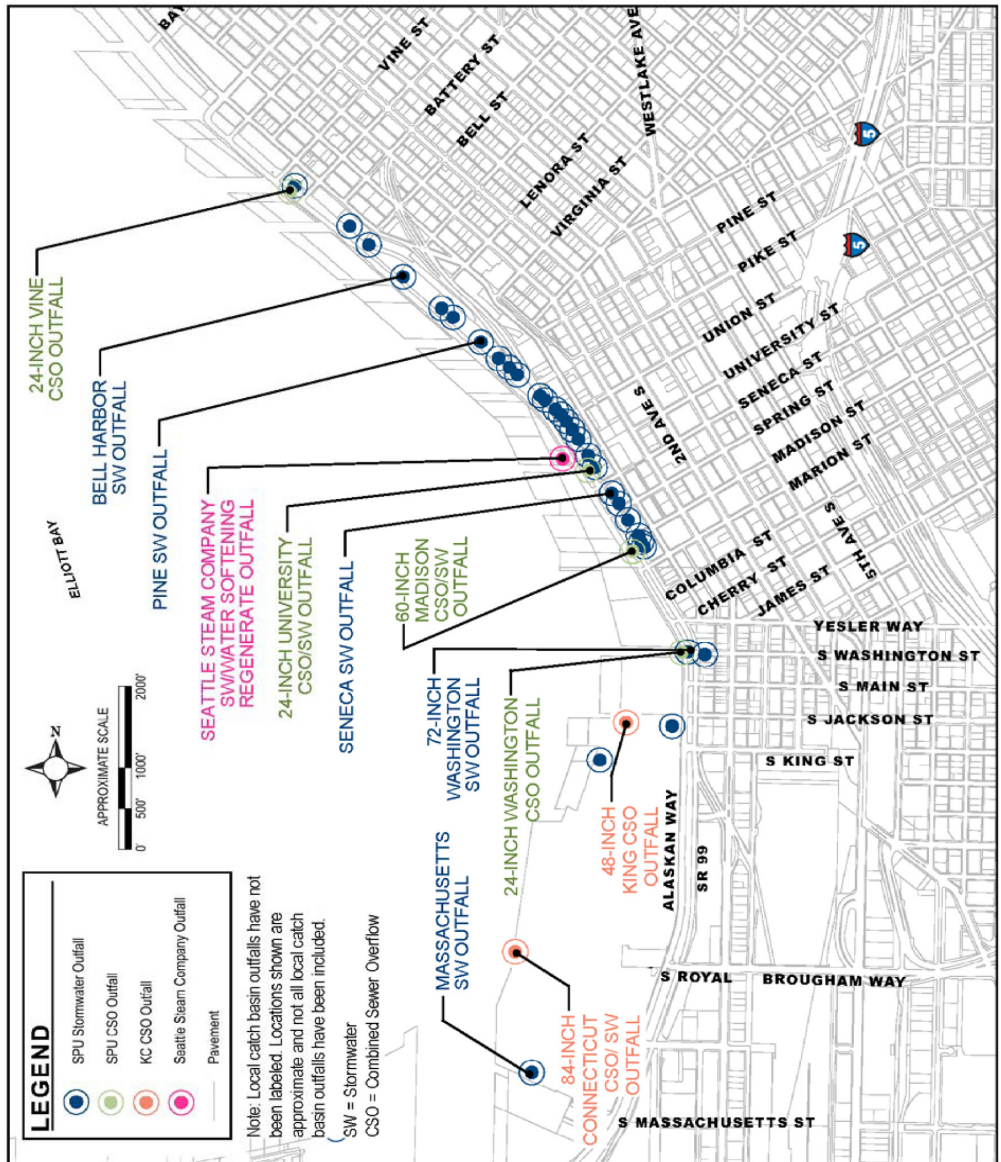 LEGEND
SPU Stormwater Outfall
SPU CSO Outfall
KC CSO Outfall
Seattle Steam Company Outfall
Pavement
Note: Local catch basin outfalls have not
been labeled. Locations shown are
approximate and not all local catch
basin outfalls have been included.
SW = Stormwater
CSO = Combined Sewer Overflow
N
APPROXIMATE SCALE
0'
500'
1000'
2000'
ELLIOTT BAY
24-INCH VINE
CSO OUTFALL
BELL HARBOR
SW OUTFALL
PINE SW OUTFALL
SEATTLE STEAM COMPANY
SW/WATER SOFTENING
REGENERATE OUTFALL
24-INCH UNIVERSITY
CSO/SW OUTFALL
SENECA SW OUTFALL
60-INCH
MADISON
CSO/SW
OUTFALL
72-INCH
WASHINGTON
SW OUTFALL
24-INCH WASHINGTON
CSO OUTFALL
48-INCH
KING CSO
OUTFALL
MASSACHUSETTS
SW OUTFALL
84-INCH
CONNECTICUT
CSO/ SW
OUTFALL
VINE ST
BATTERY ST
BELL ST
WESTLAKE AVE
LENORA ST
VIRGINIA ST
PINE ST
PIKE ST
UNION ST
UNIVERSITY ST
SENECA ST
SPRING ST
MADISON ST
MARION ST
2ND AVE S
5TH AVE S
COLUMBIA ST
CHERRY ST
JAMES ST
YESLER WAY
S WASHINGTON ST
S MAIN ST
S JACKSON ST
S KING ST
ALASKAN WAY
SR 99
S ROYAL BROUGHAM WAY
S MASSACHUSETTS ST
5
5